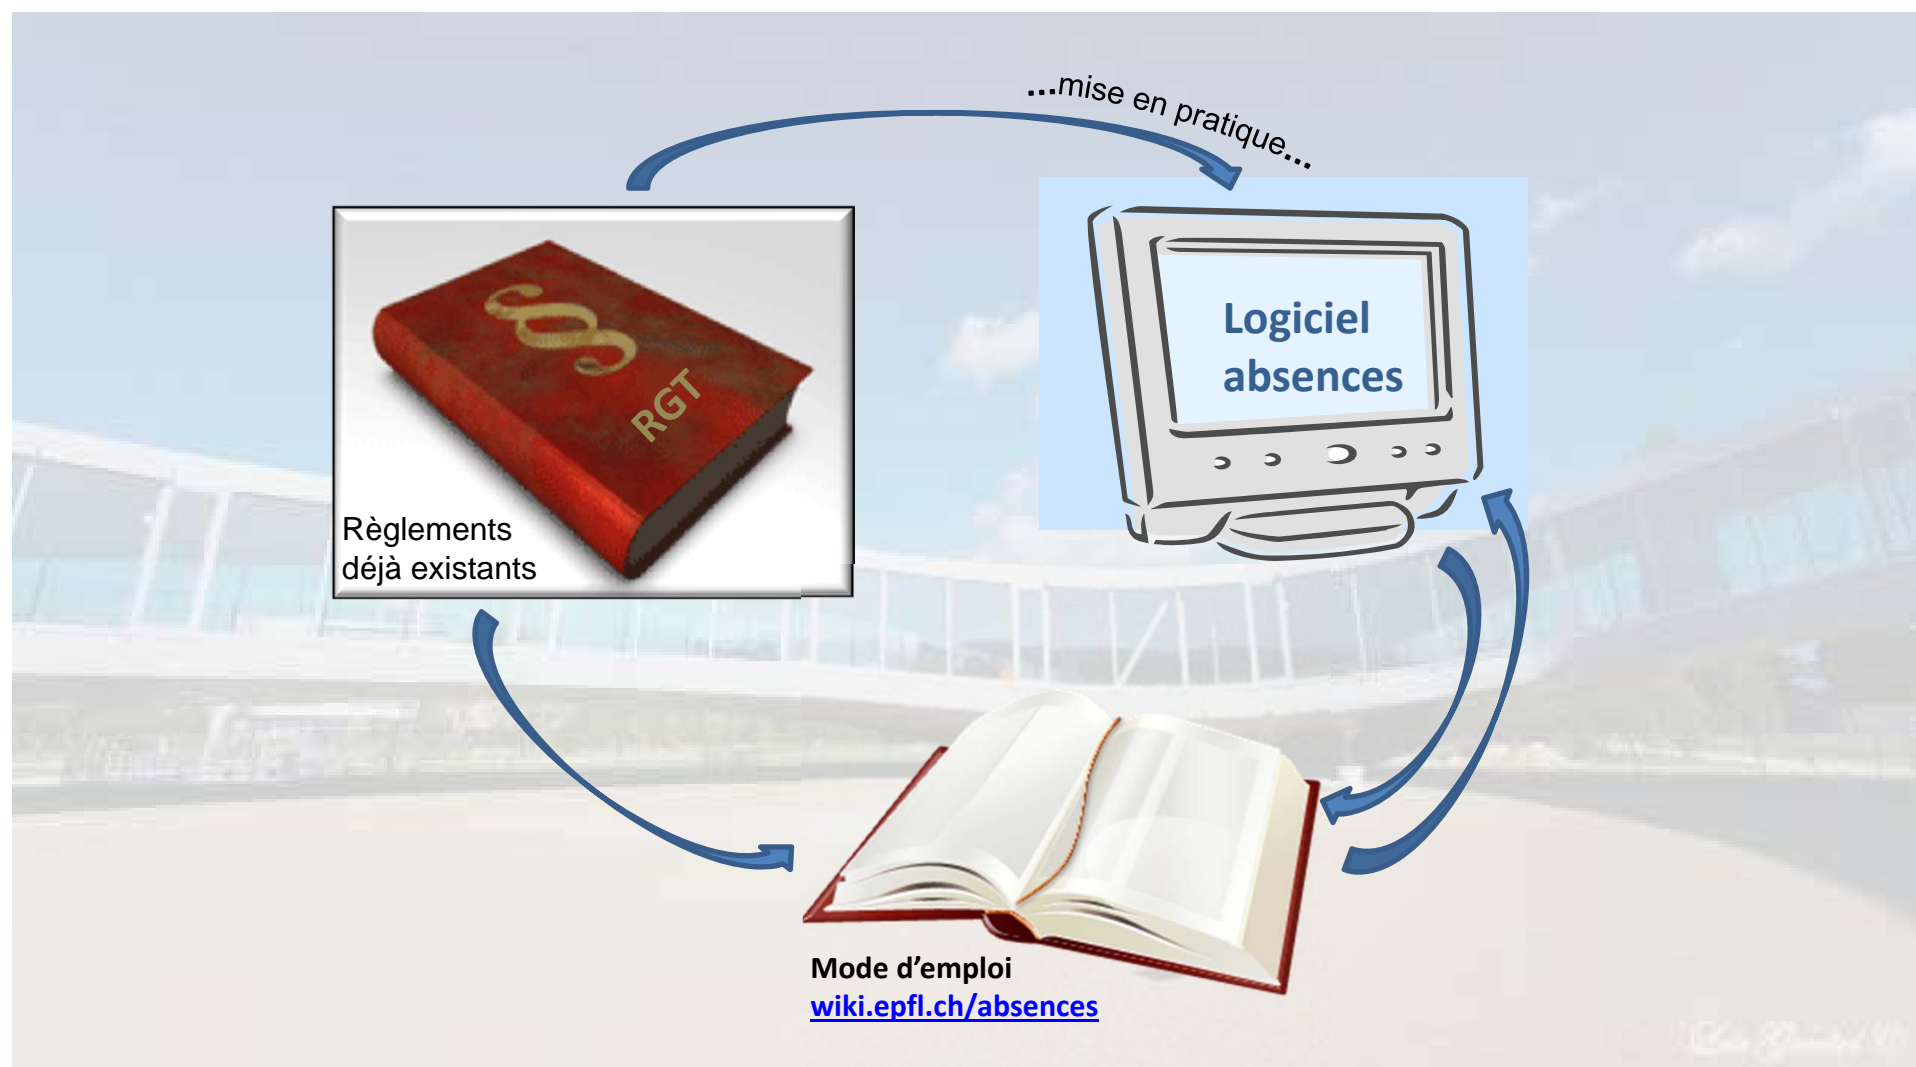 ...mise en pratique...
Logiciel
absences
§
RGT
Règlements
déjà existants
Mode d’emploi
wiki.epfl.ch/absences